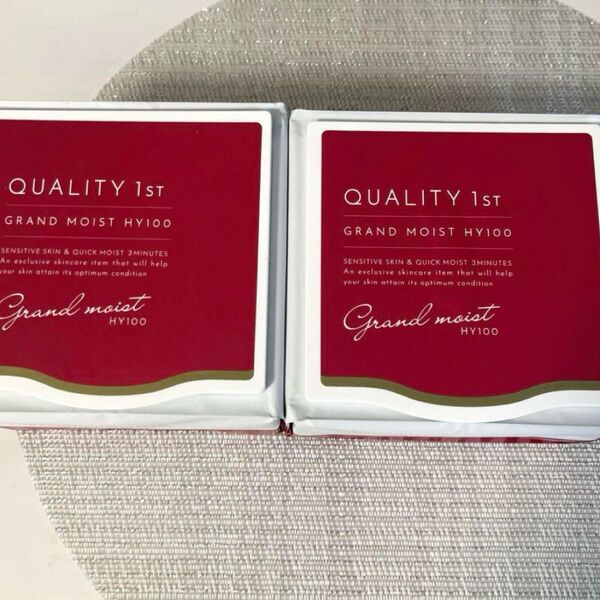 QUALITY 1ST
GRAND MOIST HY100
SENSITIVE SKIN & QUICK MOIST 3MINUTES
An exclusive skincare item that will help
your skin attain its optimum condition
Grand moist
HY100
QUALITY 1ST
GRAND MOIST HY100
SENSITIVE SKIN & QUICK MOIST 3MINUTES
An exclusive skincare item that will help
your skin attain its optimum condition
Grand moist
HY100